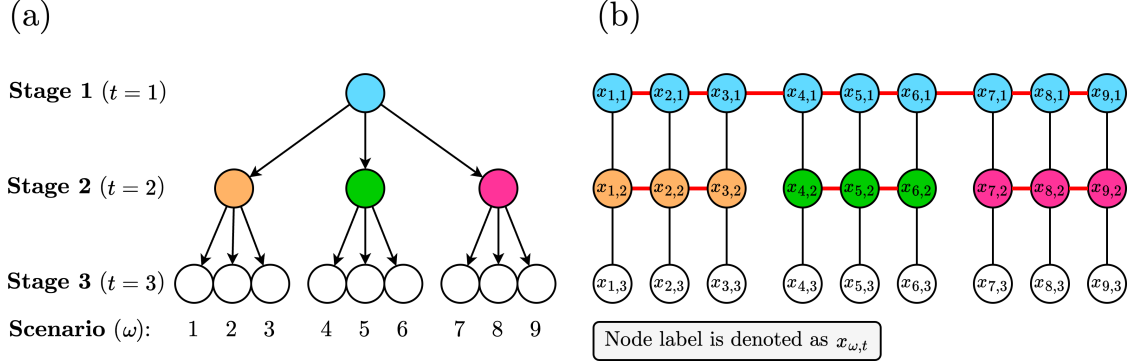 (a) (b)
Stage 1 (t = 1) x1,1 x2,1 x3,1 x4,1 x5,1 x6,1 x7,1 x8,1 x9,1
Stage 2 (t = 2) x1,2 x2,2 x3,2 x4,2 x5,2 x6,2 x7,2 x8,2 x9,2
Stage 3 (t = 3) x1,3 x2,3 x3,3 x4,3 x5,3 x6,3 x7,3 x8,3 x9,3
Scenario (ω): 1 2 3 4 5 6 7 8 9
Node label is denoted as xω,t